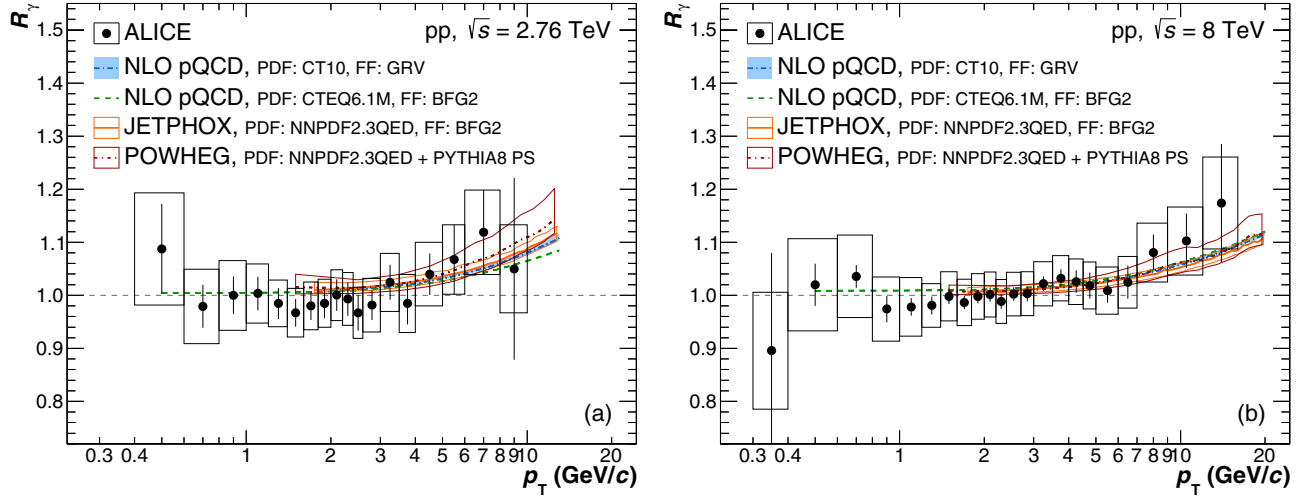 R_γ
1.5
1.4
1.3
1.2
1.1
1.0
0.9
0.8
ALICE
pp, √s = 2.76 TeV
NLO pQCD, PDF: CT10, FF: GRV
NLO pQCD, PDF: CTEQ6.1M, FF: BFG2
JETPHOX, PDF: NNPDF2.3QED, FF: BFG2
POWHEG, PDF: NNPDF2.3QED + PYTHIA8 PS
(a)
0.3 0.4 1 2 3 4 5 6 7 8 9 10 20
p_T (GeV/c)
R_γ
1.5
1.4
1.3
1.2
1.1
1.0
0.9
0.8
ALICE
pp, √s = 8 TeV
NLO pQCD, PDF: CT10, FF: GRV
NLO pQCD, PDF: CTEQ6.1M, FF: BFG2
JETPHOX, PDF: NNPDF2.3QED, FF: BFG2
POWHEG, PDF: NNPDF2.3QED + PYTHIA8 PS
(b)
0.3 0.4 1 2 3 4 5 6 7 8 9 10 20
p_T (GeV/c)